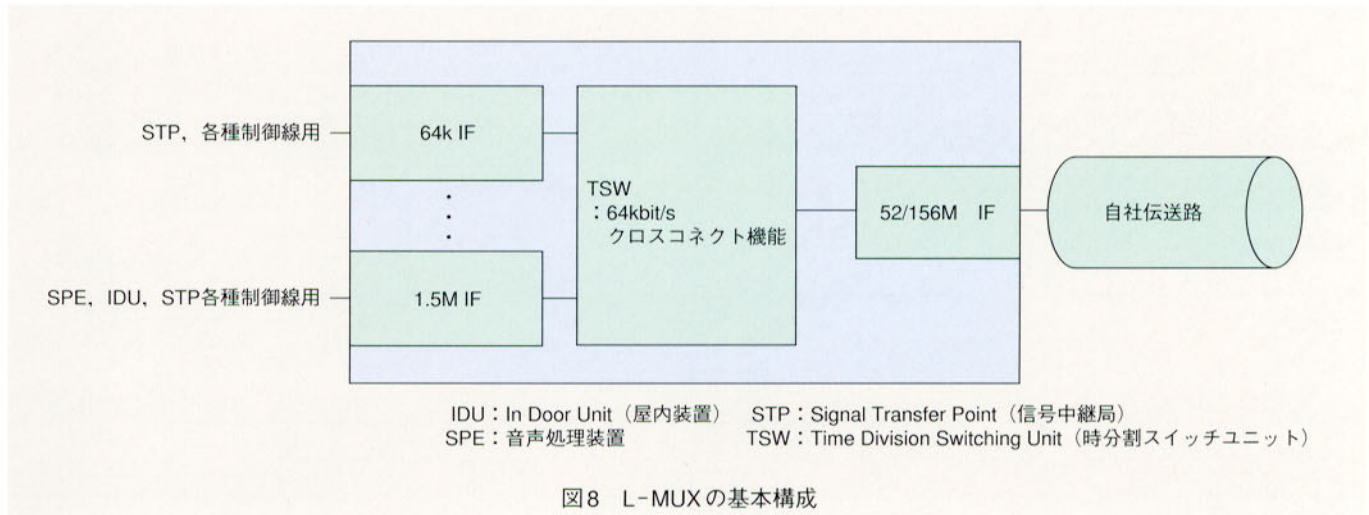 STP，各種制御線用
64k IF
TSW
：64kbit/s
クロスコネクト機能
52/156M IF
自社伝送路
SPE，IDU，STP各種制御線用
1.5M IF
IDU：In Door Unit（屋内装置） STP：Signal Transfer Point（信号中継局）
SPE：音声処理装置 TSW：Time Division Switching Unit（時分割スイッチユニット）
図8 L-MUXの基本構成